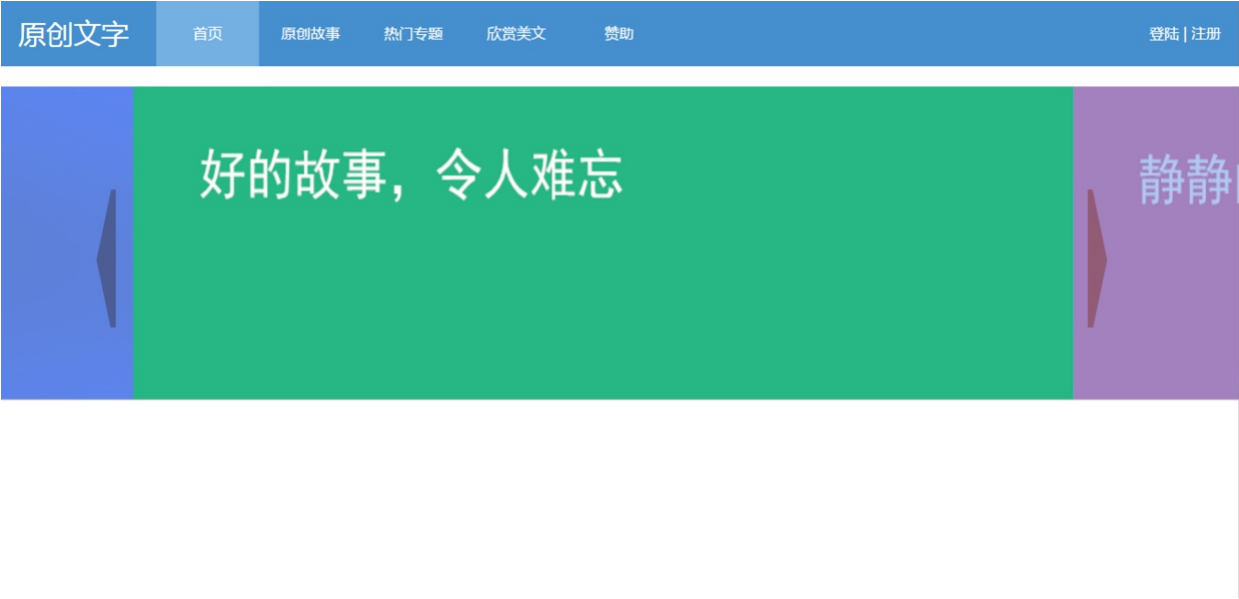 原创文字 首页 原创故事 热门专题 欣赏美文 赞助 登陆 | 注册
好的故事，令人难忘
静静